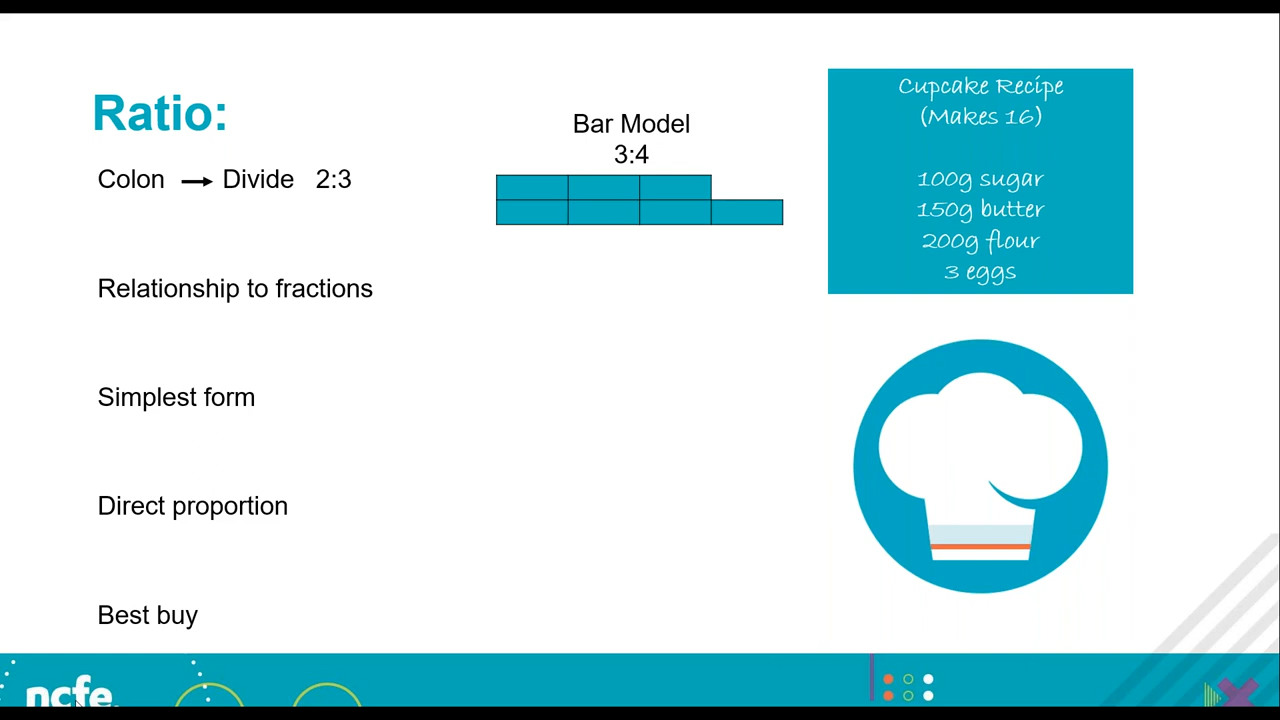 Ratio:
Colon → Divide 2:3
Relationship to fractions
Simplest form
Direct proportion
Best buy
Bar Model
3:4
Cupcake Recipe
(Makes 16)
100g sugar
150g butter
200g flour
3 eggs
ncfe.